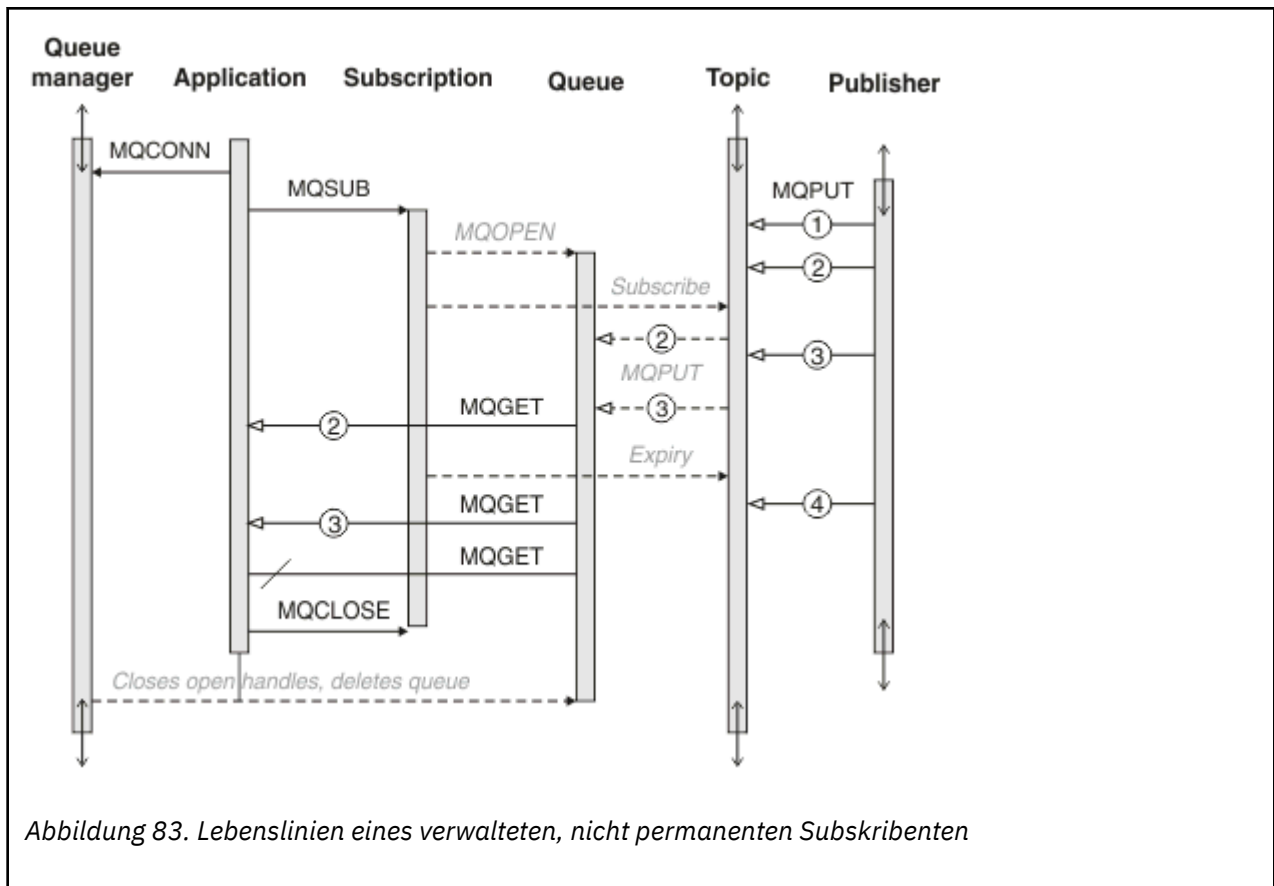 Queue
manager
Application
Subscription
Queue
Topic
Publisher
MQCONN
MQSUB
MQPUT
1
MQOPEN
2
Subscribe
2
3
MQPUT
3
MQGET
2
Expiry
4
MQGET
3
MQGET
MQCLOSE
Closes open handles, deletes queue
Abbildung 83. Lebenslinien eines verwalteten, nicht permanenten Subskribenten